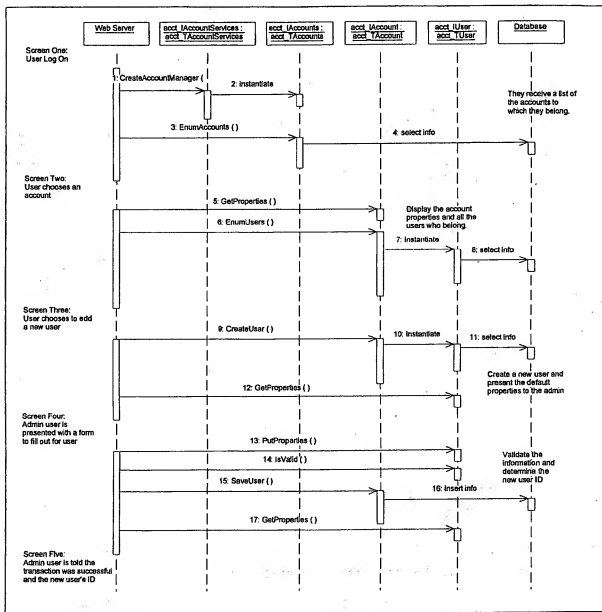 Web Server
acct_IAccountServices :
acct_TAccountServices
acct_IAccounts :
acct_TAccounts
acct_IAccount :
acct_TAccount
acct_IUser :
acct_TUser
Database
Screen One:
User Log On
1: CreateAccountManager (
2: Instantiate
They receive a list of
the accounts to
which they belong.
3: EnumAccounts ( )
4: select info
Screen Two:
User chooses an
account
5: GetProperties ( )
Display the account
properties and all the
users who belong.
6: EnumUsers ( )
7: Instantiate
8: select info
Screen Three:
User chooses to add
a new user
9: CreateUser ( )
10: Instantiate
11: select info
Create a new user and
present the default
properties to the admin
12: GetProperties ( )
Screen Four:
Admin user is
presented with a form
to fill out for user
13: PutProperties ( )
14: isValid ( )
Validate the
information and
determine the
new user ID
15: SaveUser ( )
16: Insert info
17: GetProperties ( )
Screen Five:
Admin user is told the
transaction was successful
and the new user's ID